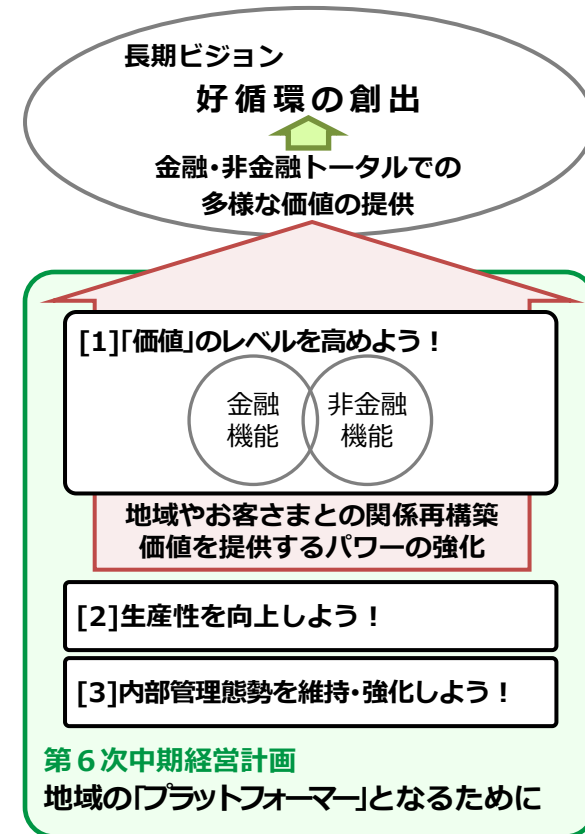 長期ビジョン
好循環の創出
金融・非金融トータルでの
多様な価値の提供
[1]「価値」のレベルを高めよう！
金融
機能
非金融
機能
地域やお客さまとの関係再構築
価値を提供するパワーの強化
[2]生産性を向上しよう！
[3]内部管理態勢を維持・強化しよう！
第６次中期経営計画
地域の「プラットフォーマー」となるために